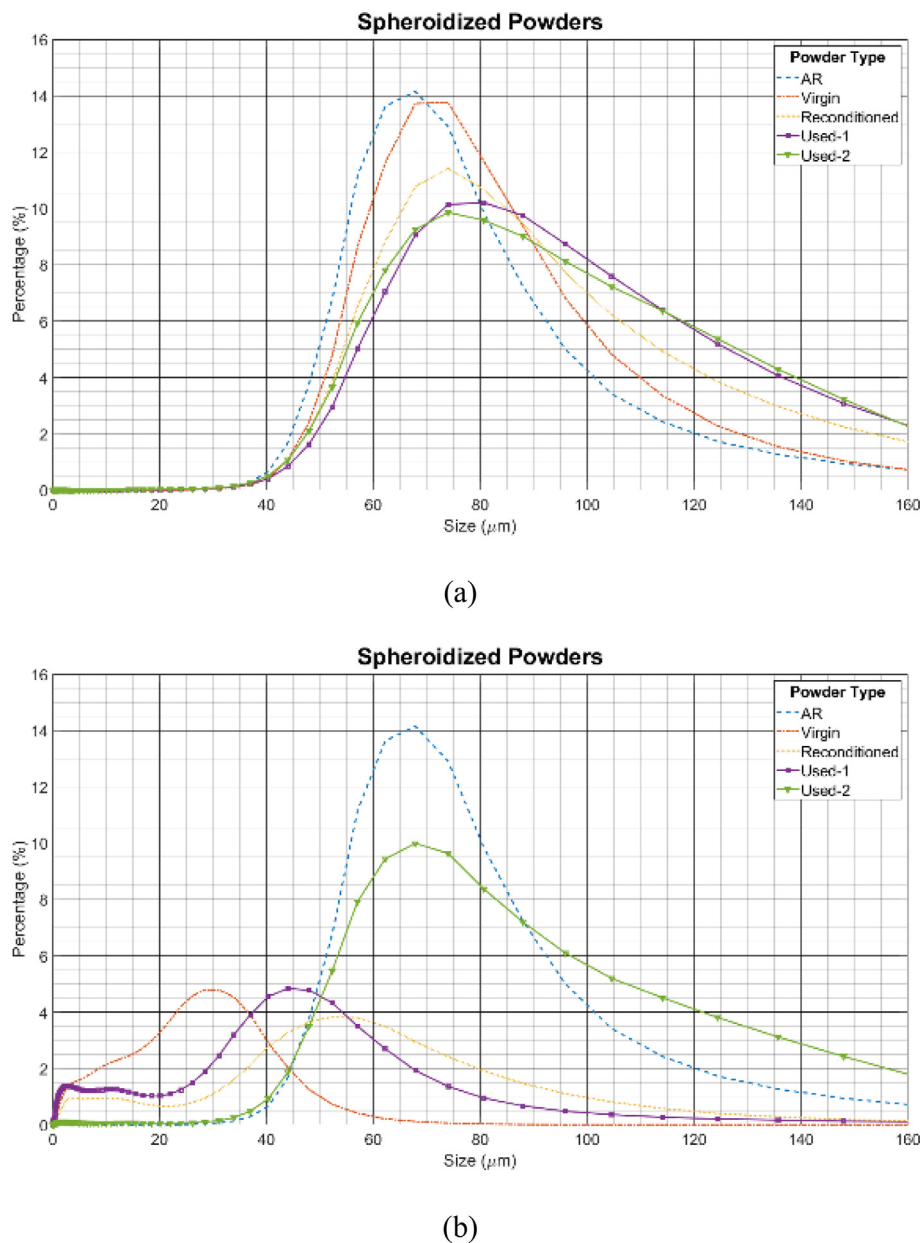 Spheroidized Powders
16
14
12
10
8
6
4
2
0
Percentage (%)
Powder Type
AR
Virgin
Reconditioned
Used-1
Used-2
0 20 40 60 80 100 120 140 160
Size (μm)
(a)
Spheroidized Powders
16
14
12
10
8
6
4
2
0
Percentage (%)
Powder Type
AR
Virgin
Reconditioned
Used-1
Used-2
0 20 40 60 80 100 120 140 160
Size (μm)
(b)